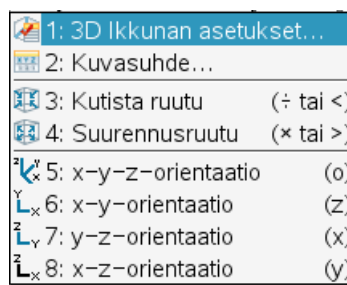 1: 3D Ikkunan asetukset...
2: Kuvasuhde...
3: Kutista ruutu (÷ tai <)
4: Suurennusruutu (× tai >)
5: x-y-z-orientaatio (o)
6: x-y-orientaatio (z)
7: y-z-orientaatio (x)
8: x-z-orientaatio (y)